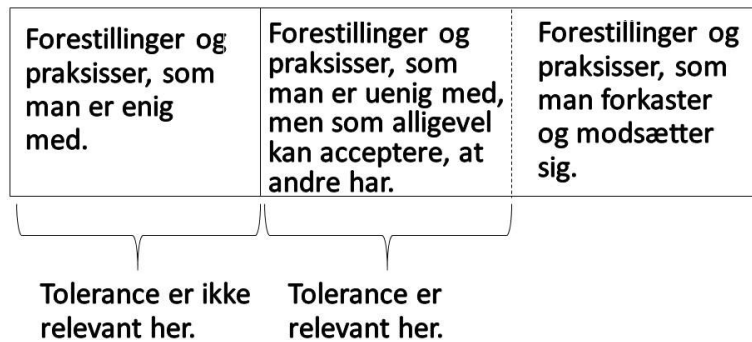 Forestillinger og
praksisser, som
man er enig
med.
Forestillinger og
praksisser, som
man er uenig med,
men som alligevel
kan acceptere, at
andre har.
Forestillinger og
praksisser, som
man forkaster
og modsætter
sig.
Tolerance er ikke
relevant her.
Tolerance er
relevant her.